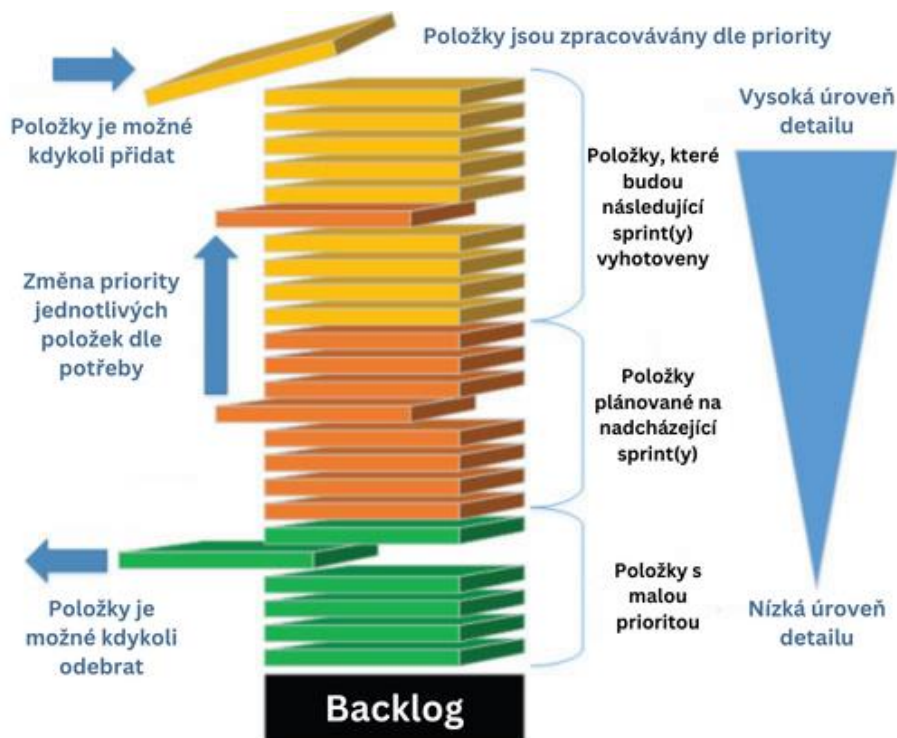 Položky jsou zpracovávány dle priority
Položky je možné
kdykoli přidat
Vysoká úroveň
detailu
Položky, které
budou
následující
sprint(y)
vyhotoveny
Změna priority
jednotlivých
položek dle
potřeby
Položky
plánované na
nadcházející
sprint(y)
Položky je
možné kdykoli
odebrat
Položky s
malou
prioritou
Nízká úroveň
detailu
Backlog